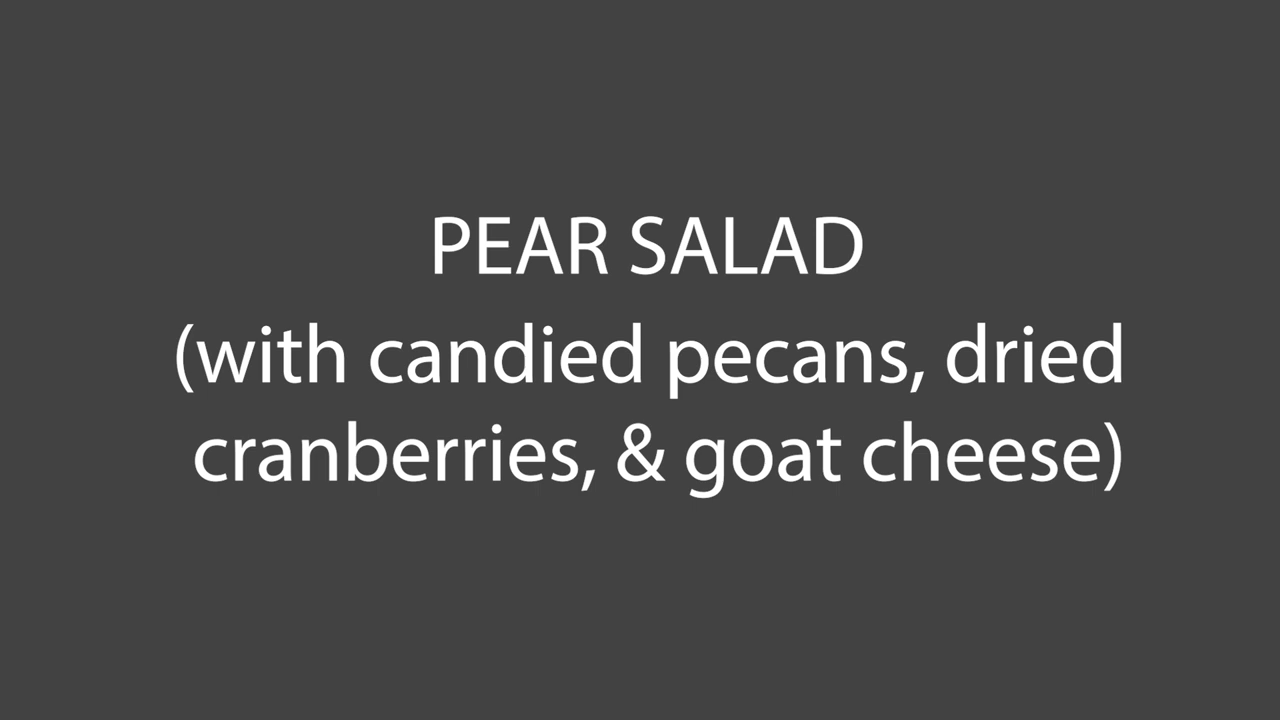 PEAR SALAD
(with candied pecans, dried
cranberries, & goat cheese)